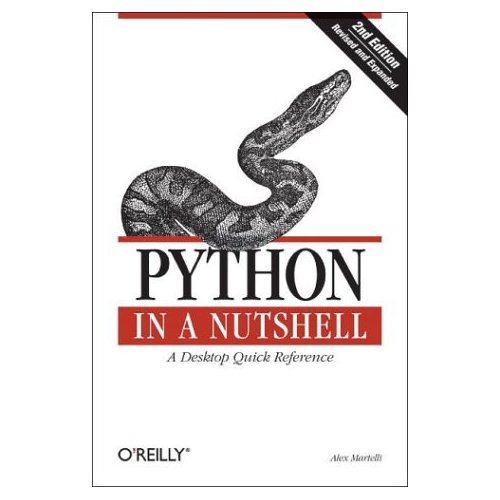 2nd Edition
Revised and Expanded
PYTHON
IN A NUTSHELL
A Desktop Quick Reference
O'REILLY®
Alex Martelli